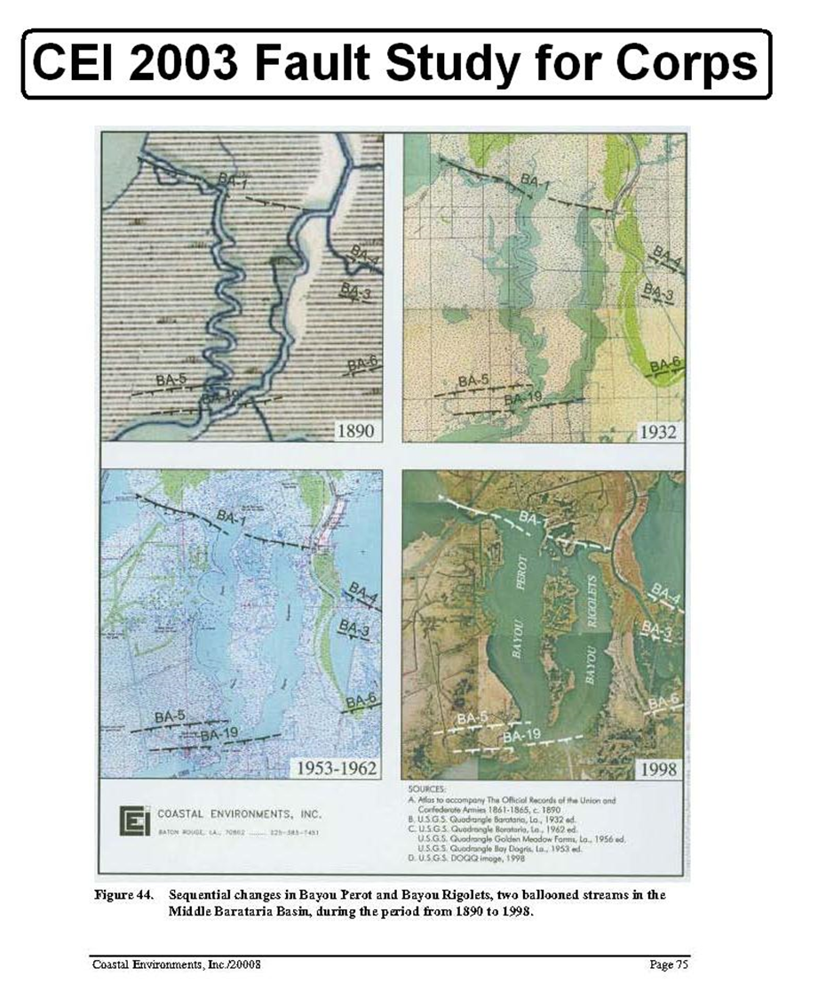 CEI 2003 Fault Study for Corps
BA-1
BA-4
BA-3
BA-6
BA-5
BA-19
1890
BA-1
BA-4
BA-3
BA-6
BA-5
BA-19
1932
BA-1
BA-4
BA-3
BA-6
BA-5
BA-19
1953-1962
BA-1
BAYOU PEROT
BAYOU RIGOLETS
BA-4
BA-3
BA-6
BA-5
BA-19
1998
CEI COASTAL ENVIRONMENTS, INC.
BATON ROUGE, LA., 70802
SOURCES:
A. Atlas to accompany The Official Records of the Union and
Confederate Armies 1861-1865, c. 1890
B. U.S.G.S. Quadrangle Barataria, La., 1932 ed.
C. U.S.G.S. Quadrangle Barataria, La., 1962 ed.
U.S.G.S. Quadrangle Golden Meadow Farms, La., 1956 ed.
U.S.G.S. Quadrangle Bay Dogris, La., 1953 ed.
D. U.S.G.S. DOQQ image, 1998
Figure 44. Sequential changes in Bayou Perot and Bayou Rigolets, two ballooned streams in the
Middle Barataria Basin, during the period from 1890 to 1998.
Coastal Environments, Inc./20008 Page 75